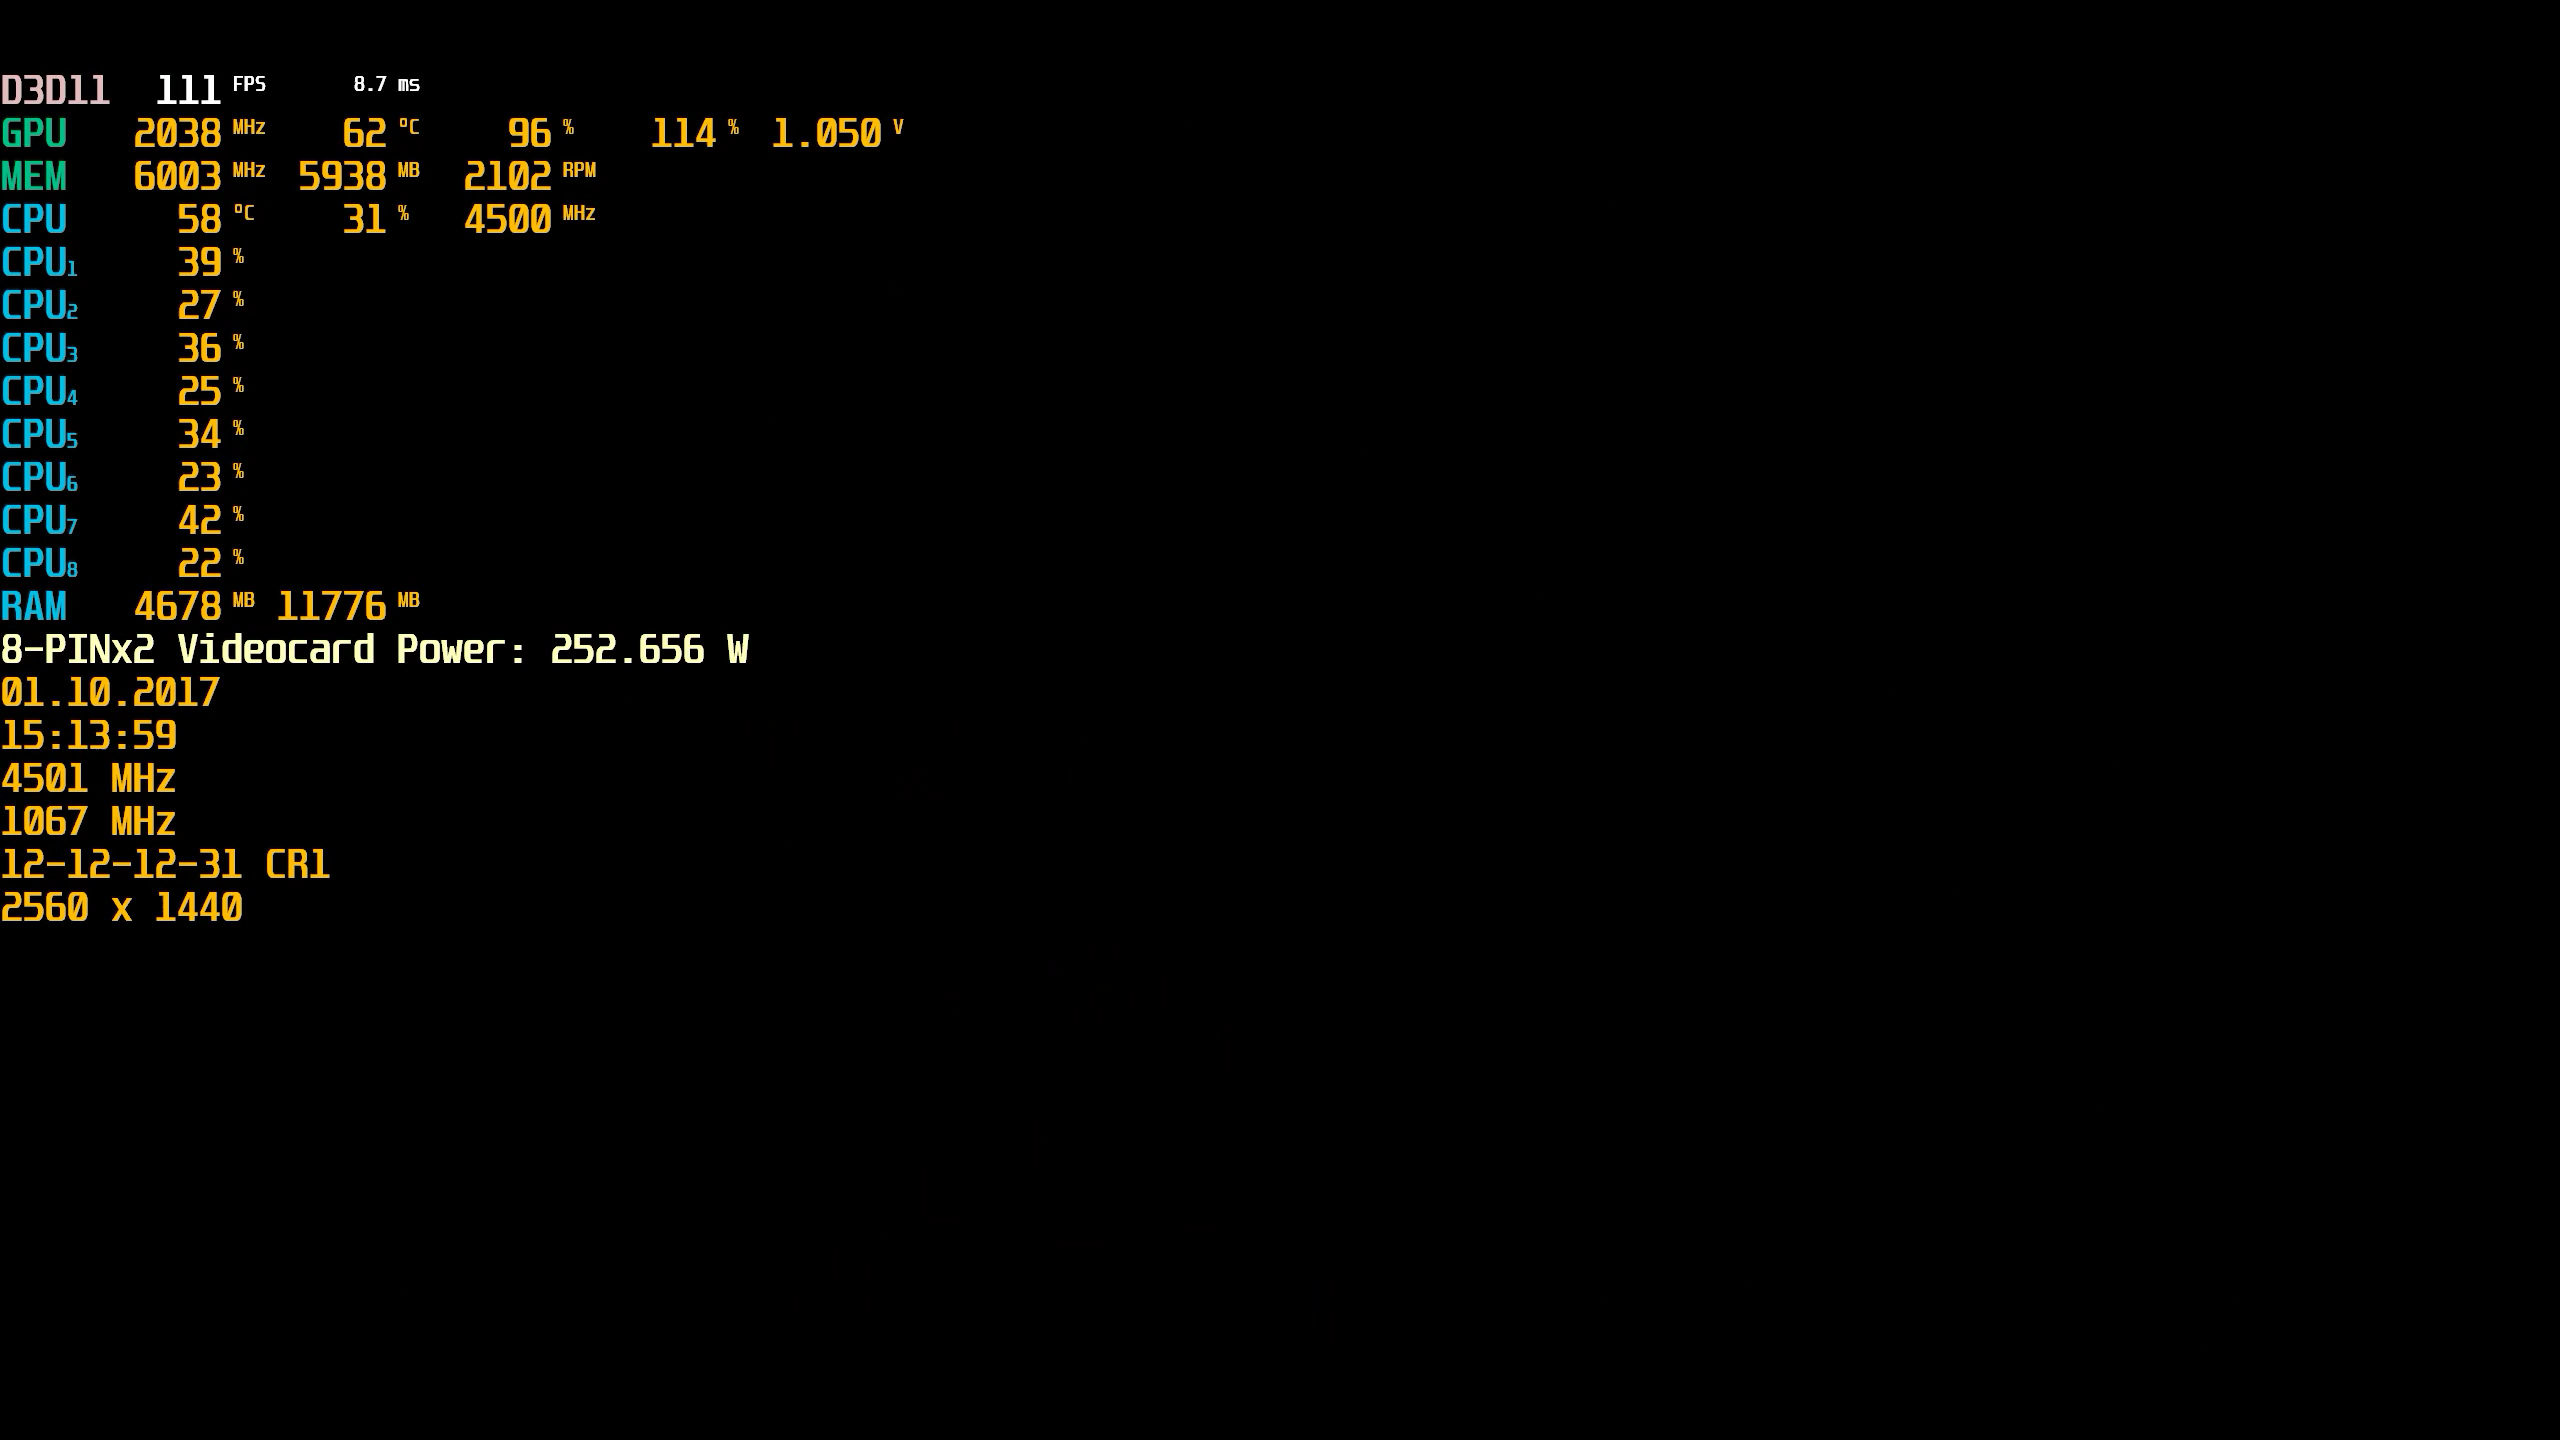 D3D11 111 FPS 8.7 ms
GPU 2038 MHz 62 °C 96 % 114 % 1.050 V
MEM 6003 MHz 5938 MB 2102 RPM
CPU 58 °C 31 % 4500 MHz
CPU1 39 %
CPU2 27 %
CPU3 36 %
CPU4 25 %
CPU5 34 %
CPU6 23 %
CPU7 42 %
CPU8 22 %
RAM 4678 MB 11776 MB
8-PINx2 Videocard Power: 252.656 W
01.10.2017
15:13:59
4501 MHz
1067 MHz
12-12-12-31 CR1
2560 x 1440